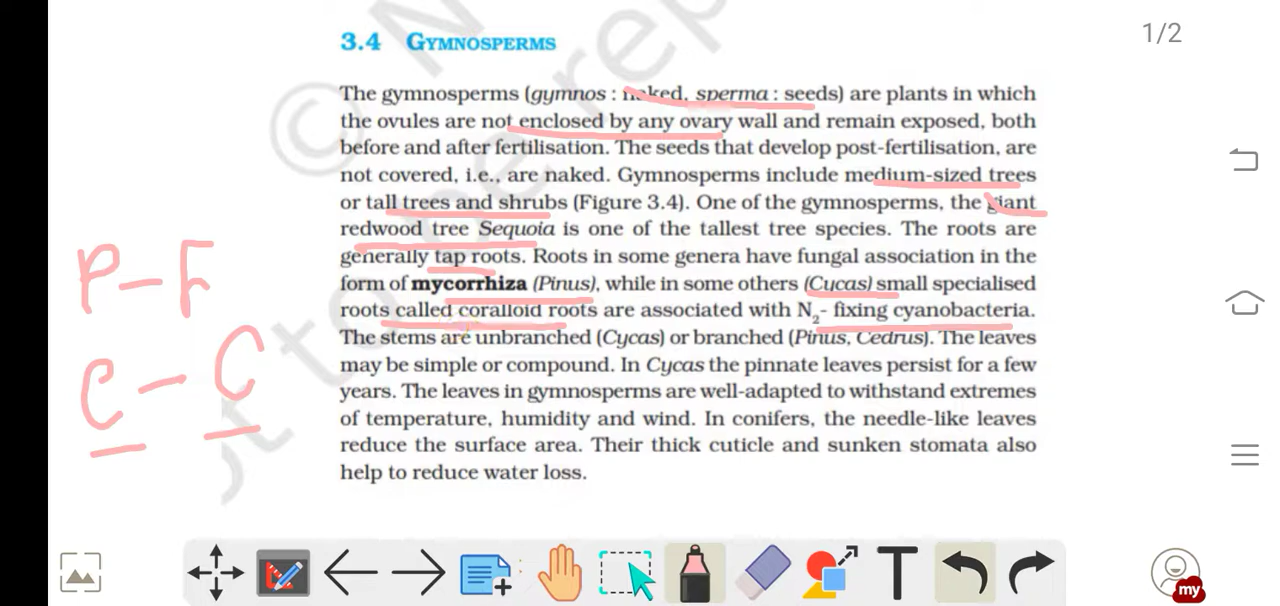 1/2
3.4 GYMNOSPERMS
The gymnosperms (gymnos : naked, sperma : seeds) are plants in which
the ovules are not enclosed by any ovary wall and remain exposed, both
before and after fertilisation. The seeds that develop post-fertilisation, are
not covered, i.e., are naked. Gymnosperms include medium-sized trees
or tall trees and shrubs (Figure 3.4). One of the gymnosperms, the giant
redwood tree Sequoia is one of the tallest tree species. The roots are
generally tap roots. Roots in some genera have fungal association in the
form of mycorrhiza (Pinus), while in some others (Cycas) small specialised
roots called coralloid roots are associated with N₂- fixing cyanobacteria.
The stems are unbranched (Cycas) or branched (Pinus, Cedrus). The leaves
may be simple or compound. In Cycas the pinnate leaves persist for a few
years. The leaves in gymnosperms are well-adapted to withstand extremes
of temperature, humidity and wind. In conifers, the needle-like leaves
reduce the surface area. Their thick cuticle and sunken stomata also
help to reduce water loss.
P – F
C – C
T
my